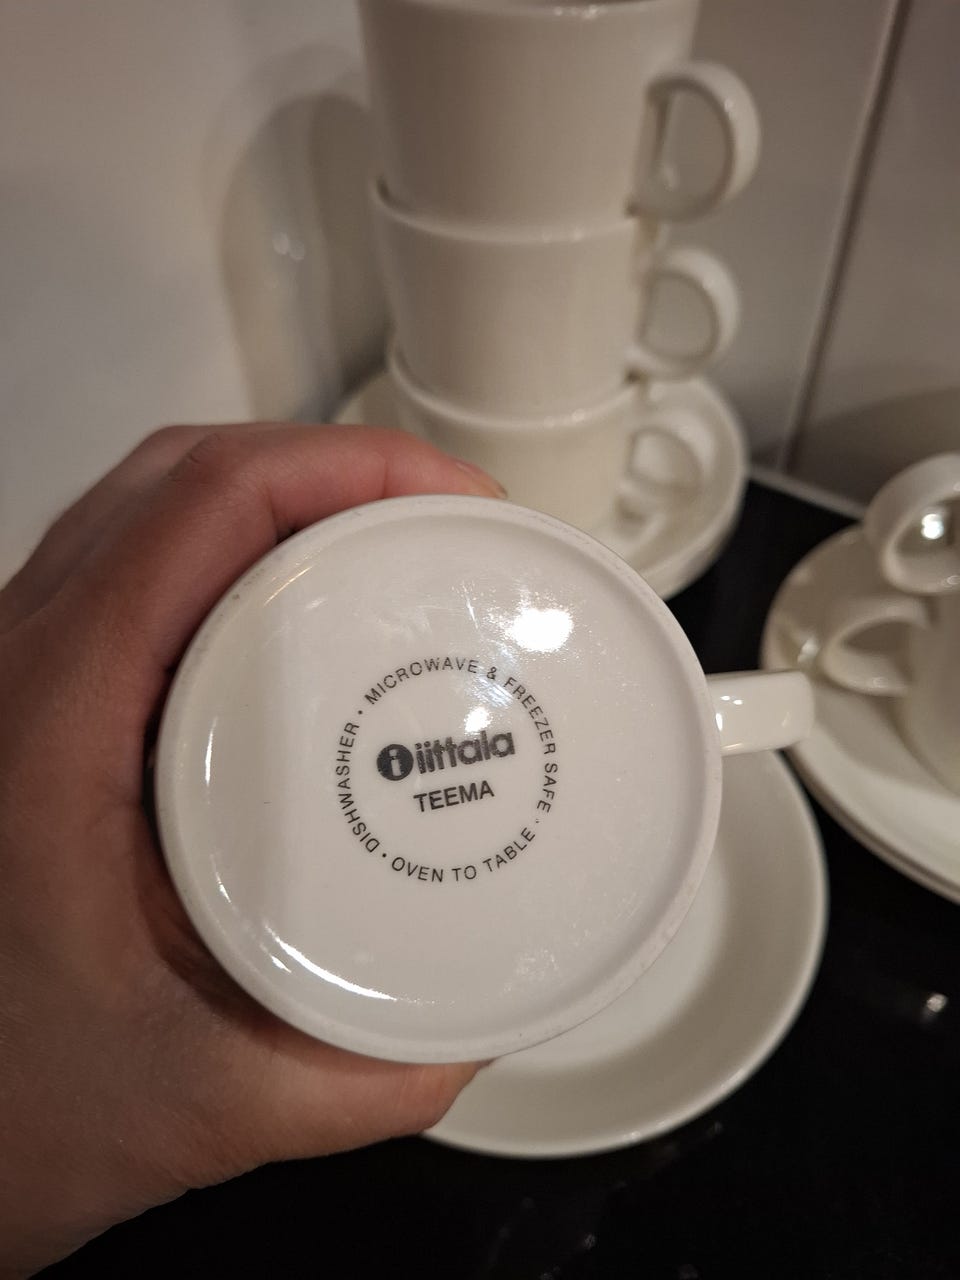 • MICROWAVE & FREEZER SAFE • OVEN TO TABLE • DISHWASHER
i iittala
TEEMA